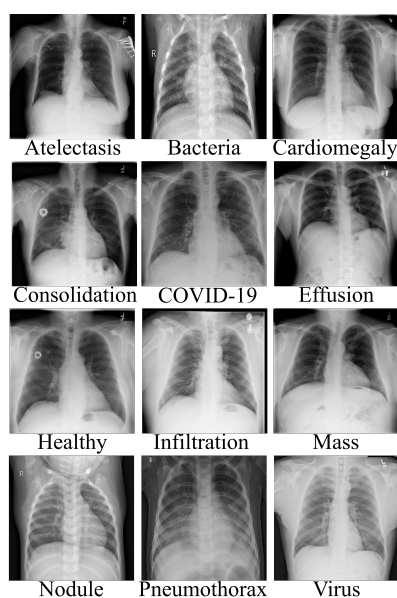 Atelectasis
Bacteria
Cardiomegaly
R
Consolidation
COVID-19
Effusion
Healthy
Infiltration
Mass
R
Nodule
Pneumothorax
Virus